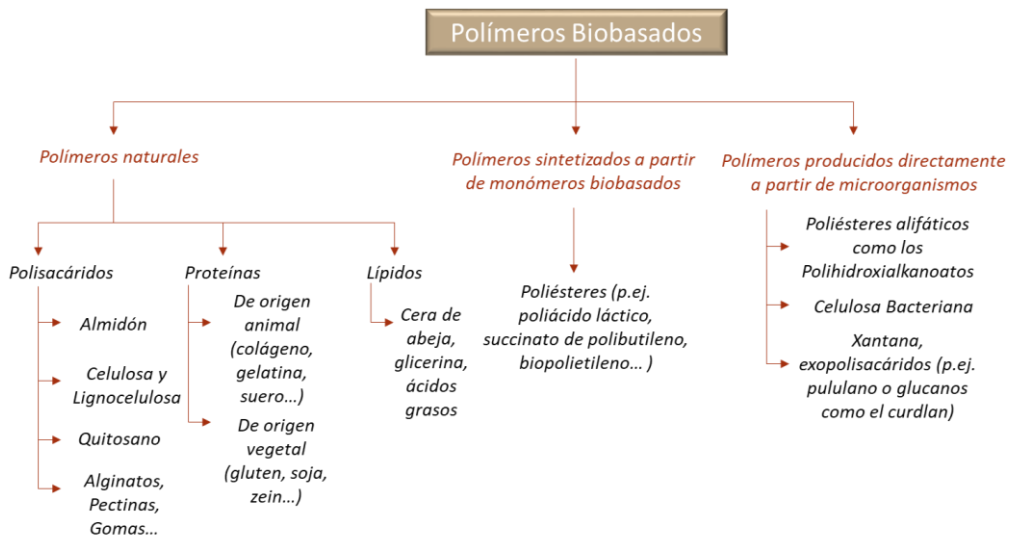 Polímeros Biobasados
Polímeros naturales
Polisacáridos
Almidón
Celulosa y
Lignocelulosa
Quitosano
Alginatos,
Pectinas,
Gomas...
Proteínas
De origen
animal
(colágeno,
gelatina,
suero...)
De origen
vegetal
(gluten, soja,
zein...)
Lípidos
Cera de
abeja,
glicerina,
ácidos
grasos
Polímeros sintetizados a partir
de monómeros biobasados
Poliésteres (p.ej.
poliácido láctico,
succinato de polibutileno,
biopolietileno... )
Polímeros producidos directamente
a partir de microorganismos
Poliésteres alifáticos
como los
Polihidroxialkanoatos
Celulosa Bacteriana
Xantana,
exopolisacáridos (p.ej.
pululano o glucanos
como el curdlan)